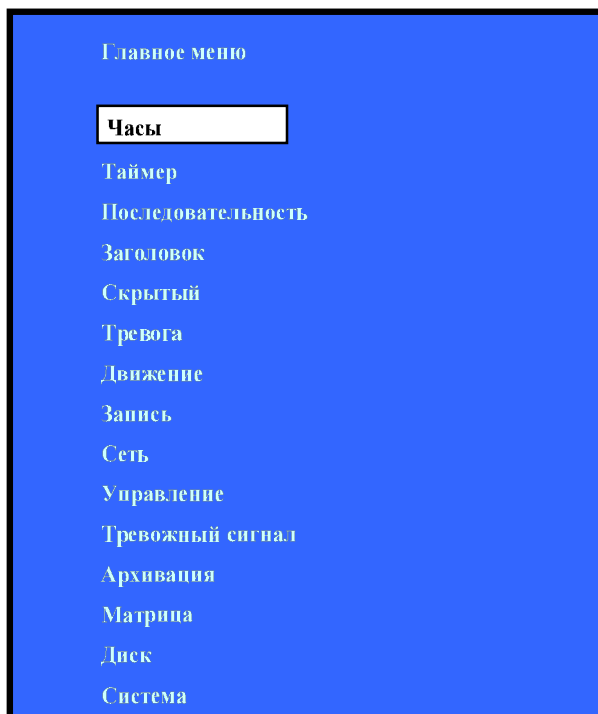 Главное меню
Часы
Таймер
Последовательность
Заголовок
Скрытый
Тревога
Движение
Запись
Сеть
Управление
Тревожный сигнал
Архивация
Матрица
Диск
Система